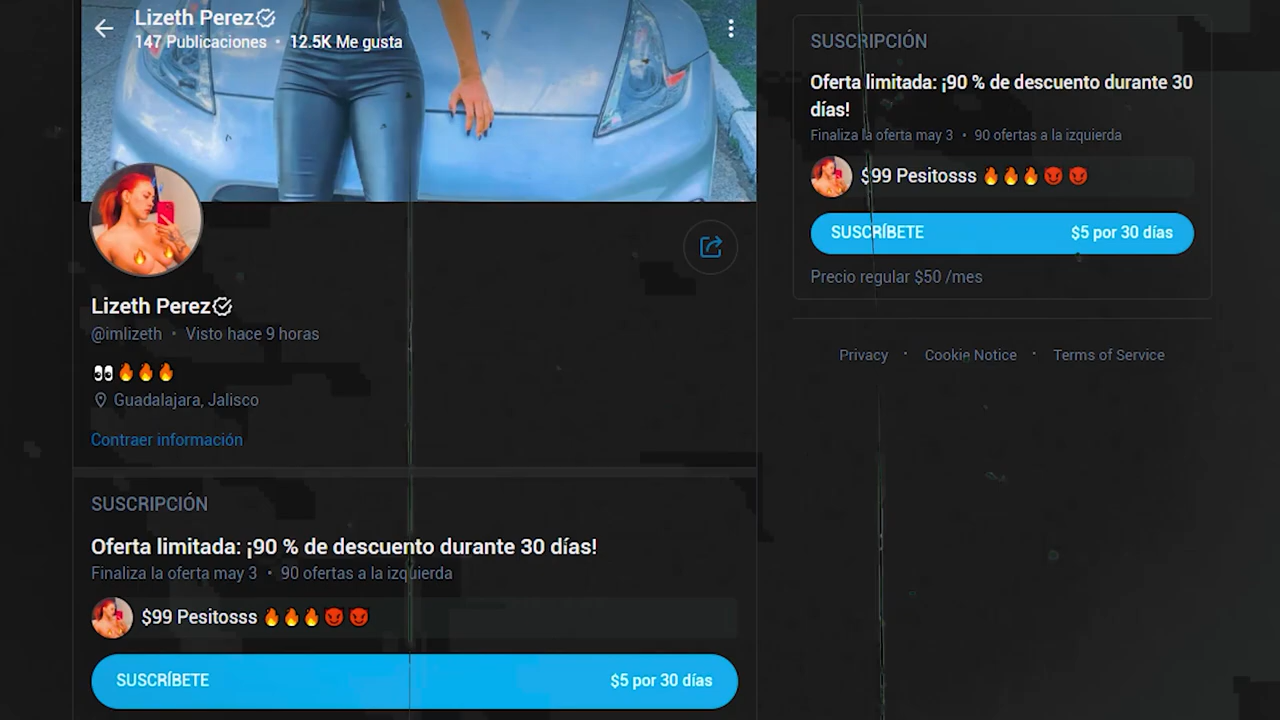 Lizeth Perez
147 Publicaciones • 12.5K Me gusta
Lizeth Perez
@imlizeth • Visto hace 9 horas
👀🔥🔥🔥
Guadalajara, Jalisco
Contraer información
SUSCRIPCIÓN
Oferta limitada: ¡90 % de descuento durante 30 días!
Finaliza la oferta may 3 • 90 ofertas a la izquierda
$99 Pesitosss 🔥🔥🔥😈😈
SUSCRÍBETE $5 por 30 días
SUSCRIPCIÓN
Oferta limitada: ¡90 % de descuento durante 30
días!
Finaliza la oferta may 3 • 90 ofertas a la izquierda
$99 Pesitosss 🔥🔥🔥😈😈
SUSCRÍBETE $5 por 30 días
Precio regular $50 /mes
Privacy · Cookie Notice · Terms of Service